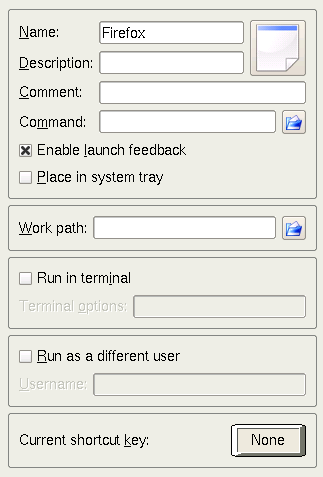 Name: Firefox
Description:
Comment:
Command:
Enable launch feedback
Place in system tray
Work path:
Run in terminal
Terminal options:
Run as a different user
Username:
Current shortcut key: None